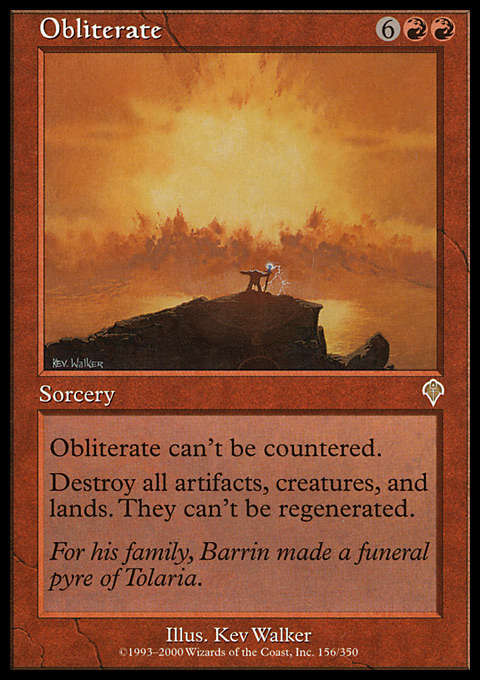 Obliterate 6
KEV. WALKER
Sorcery
Obliterate can't be countered.
Destroy all artifacts, creatures, and
lands. They can't be regenerated.
For his family, Barrin made a funeral
pyre of Tolaria.
Illus. Kev Walker
©1993–2000 Wizards of the Coast, Inc. 156/350